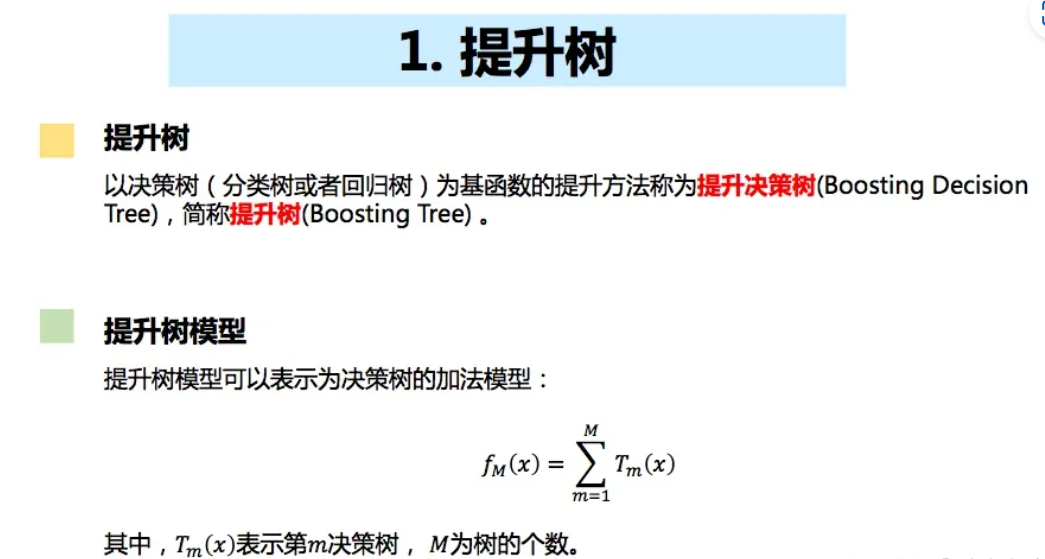 1. 提升树
提升树
以决策树（分类树或者回归树）为基函数的提升方法称为提升决策树(Boosting Decision
Tree)，简称提升树(Boosting Tree) 。
提升树模型
提升树模型可以表示为决策树的加法模型：
M
f_M(x) = ∑ T_m(x)
m=1
其中，T_m(x)表示第m决策树， M为树的个数。